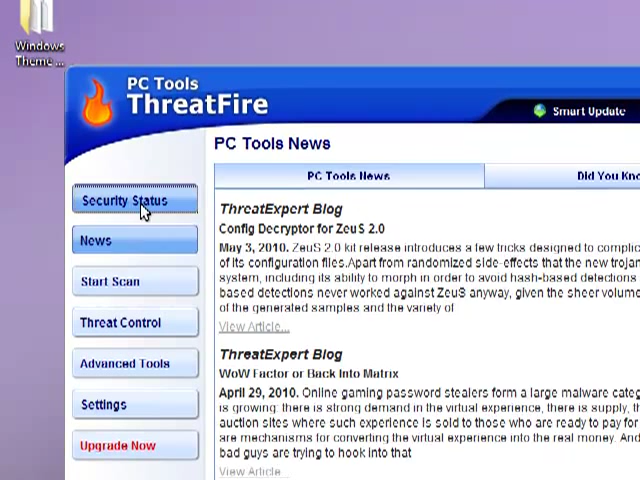 Windows
Theme ...
PC Tools
ThreatFire
Smart Update
PC Tools News
PC Tools News
Did You Kno
Security Status
News
Start Scan
Threat Control
Advanced Tools
Settings
Upgrade Now
ThreatExpert Blog
Config Decryptor for ZeuS 2.0
May 3, 2010. ZeuS 2.0 kit release introduces a few tricks designed to complic
of its configuration files.Apart from randomized side-effects that the new trojan
system, including its ability to morph in order to avoid hash-based detections
based detections never worked against ZeuS anyway, given the sheer volume
of the generated samples and the variety of
View Article...
ThreatExpert Blog
WoW Factor or Back Into Matrix
April 29, 2010. Online gaming password stealers form a large malware categ
is growing: there is strong demand in the virtual experience, there is supply, t
auction sites where such experience is sold to those who are ready to pay for
are mechanisms for converting the virtual experience into the real money. And
bad guys are trying to hook into that
View Article